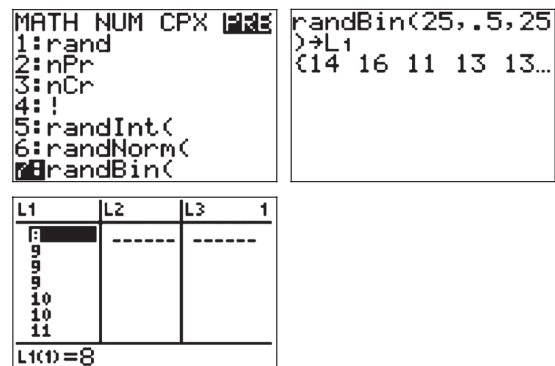 MATH NUM CPX PRB
1:rand
2:nPr
3:nCr
4:!
5:randInt(
6:randNorm(
7:randBin(
randBin(25,.5,25
)→L1
{14 16 11 13 13…
L1 L2 L3 1
8 ------ ------
9
9
9
10
10
11
L1(1)=8